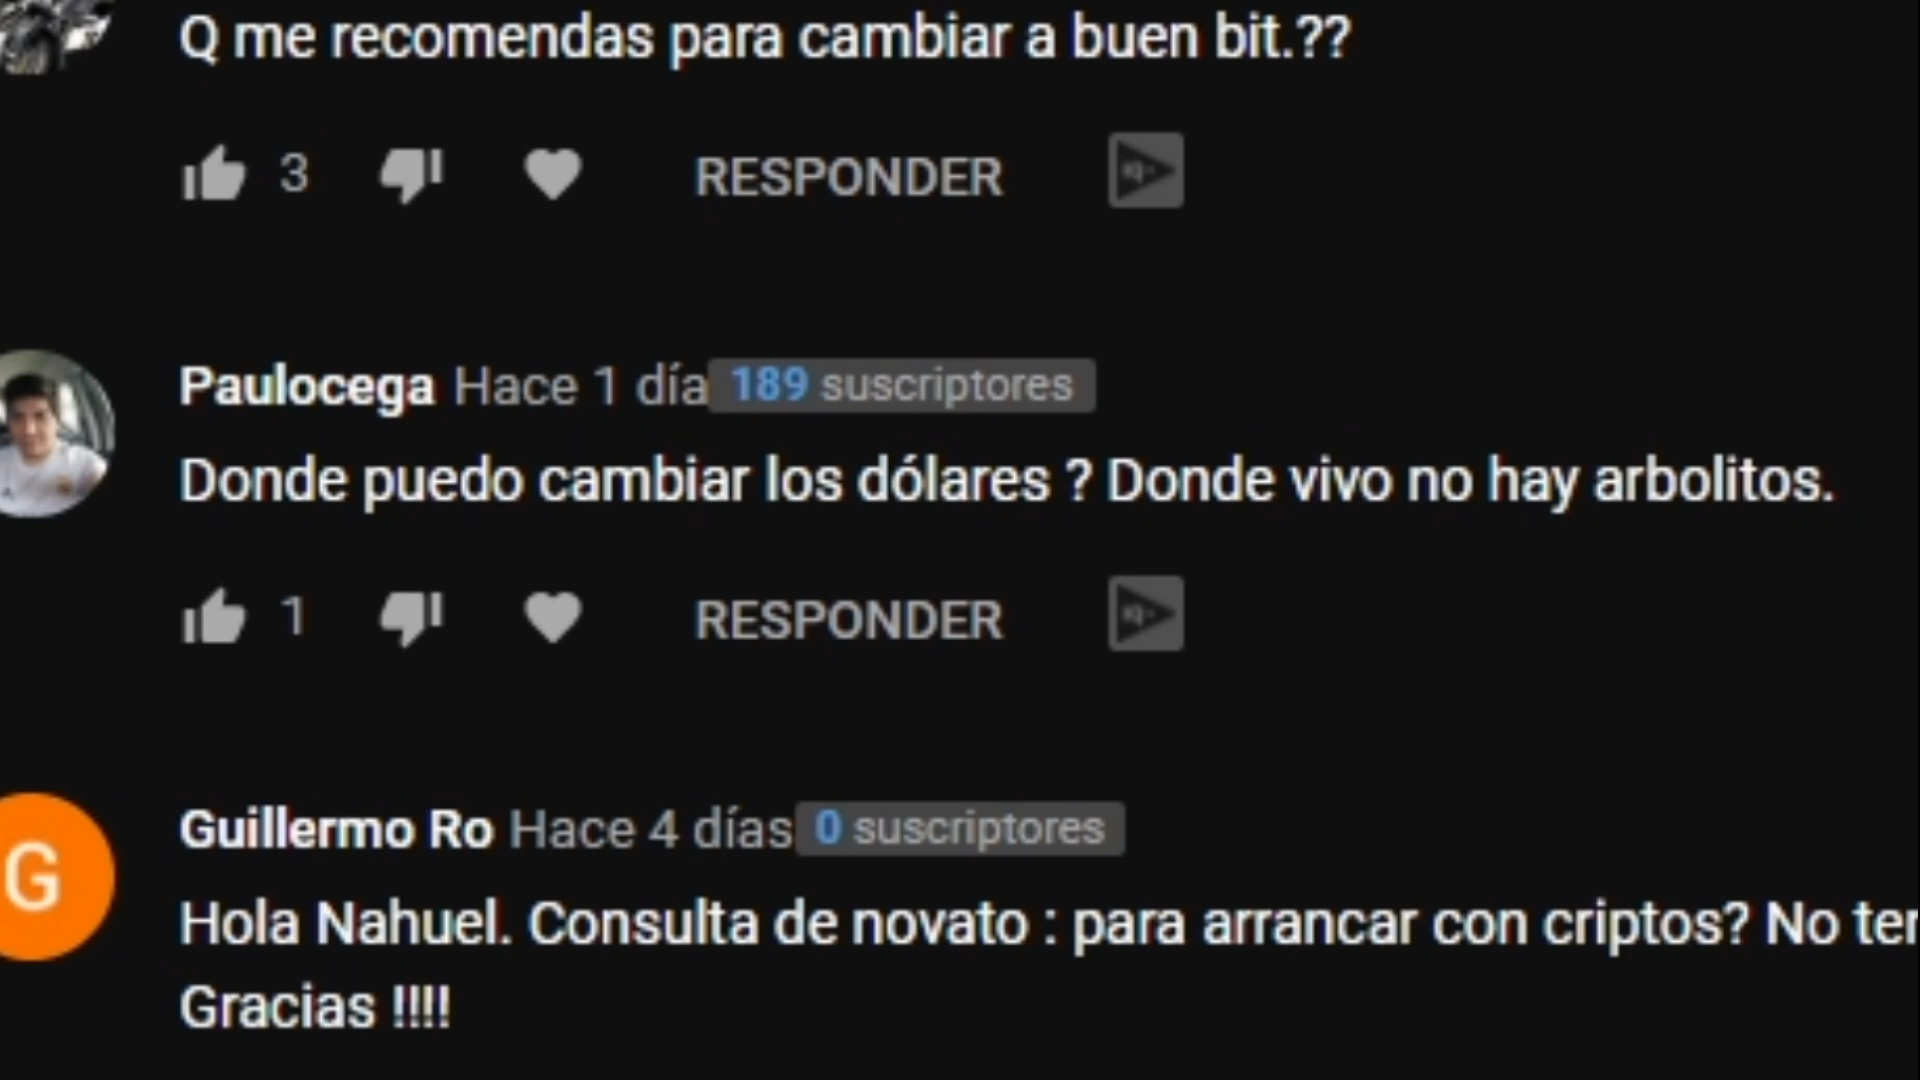 Q me recomendas para cambiar a buen bit.??
3 RESPONDER
Paulocega Hace 1 día 189 suscriptores
Donde puedo cambiar los dólares ? Donde vivo no hay arbolitos.
1 RESPONDER
G
Guillermo Ro Hace 4 días 0 suscriptores
Hola Nahuel. Consulta de novato : para arrancar con criptos? No
Gracias !!!!